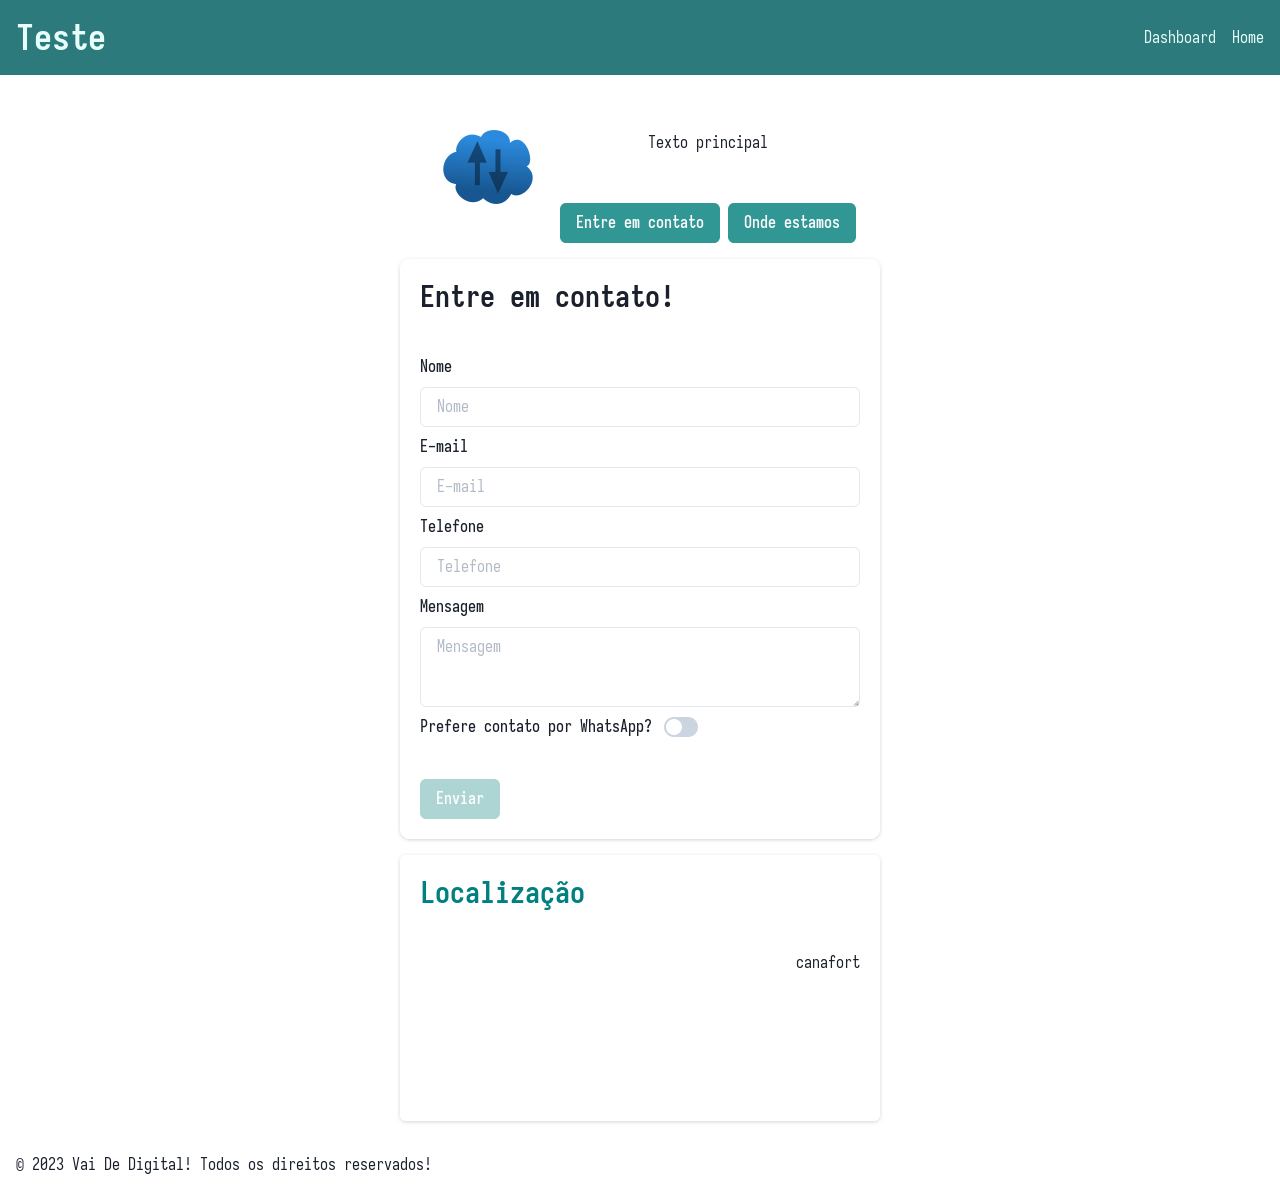 Teste
Dashboard Home
Texto principal
Entre em contato Onde estamos
Entre em contato!
Nome
Nome
E-mail
E-mail
Telefone
Telefone
Mensagem
Mensagem
Prefere contato por WhatsApp?
Enviar
Localização
canafort
© 2023 Vai De Digital! Todos os direitos reservados!